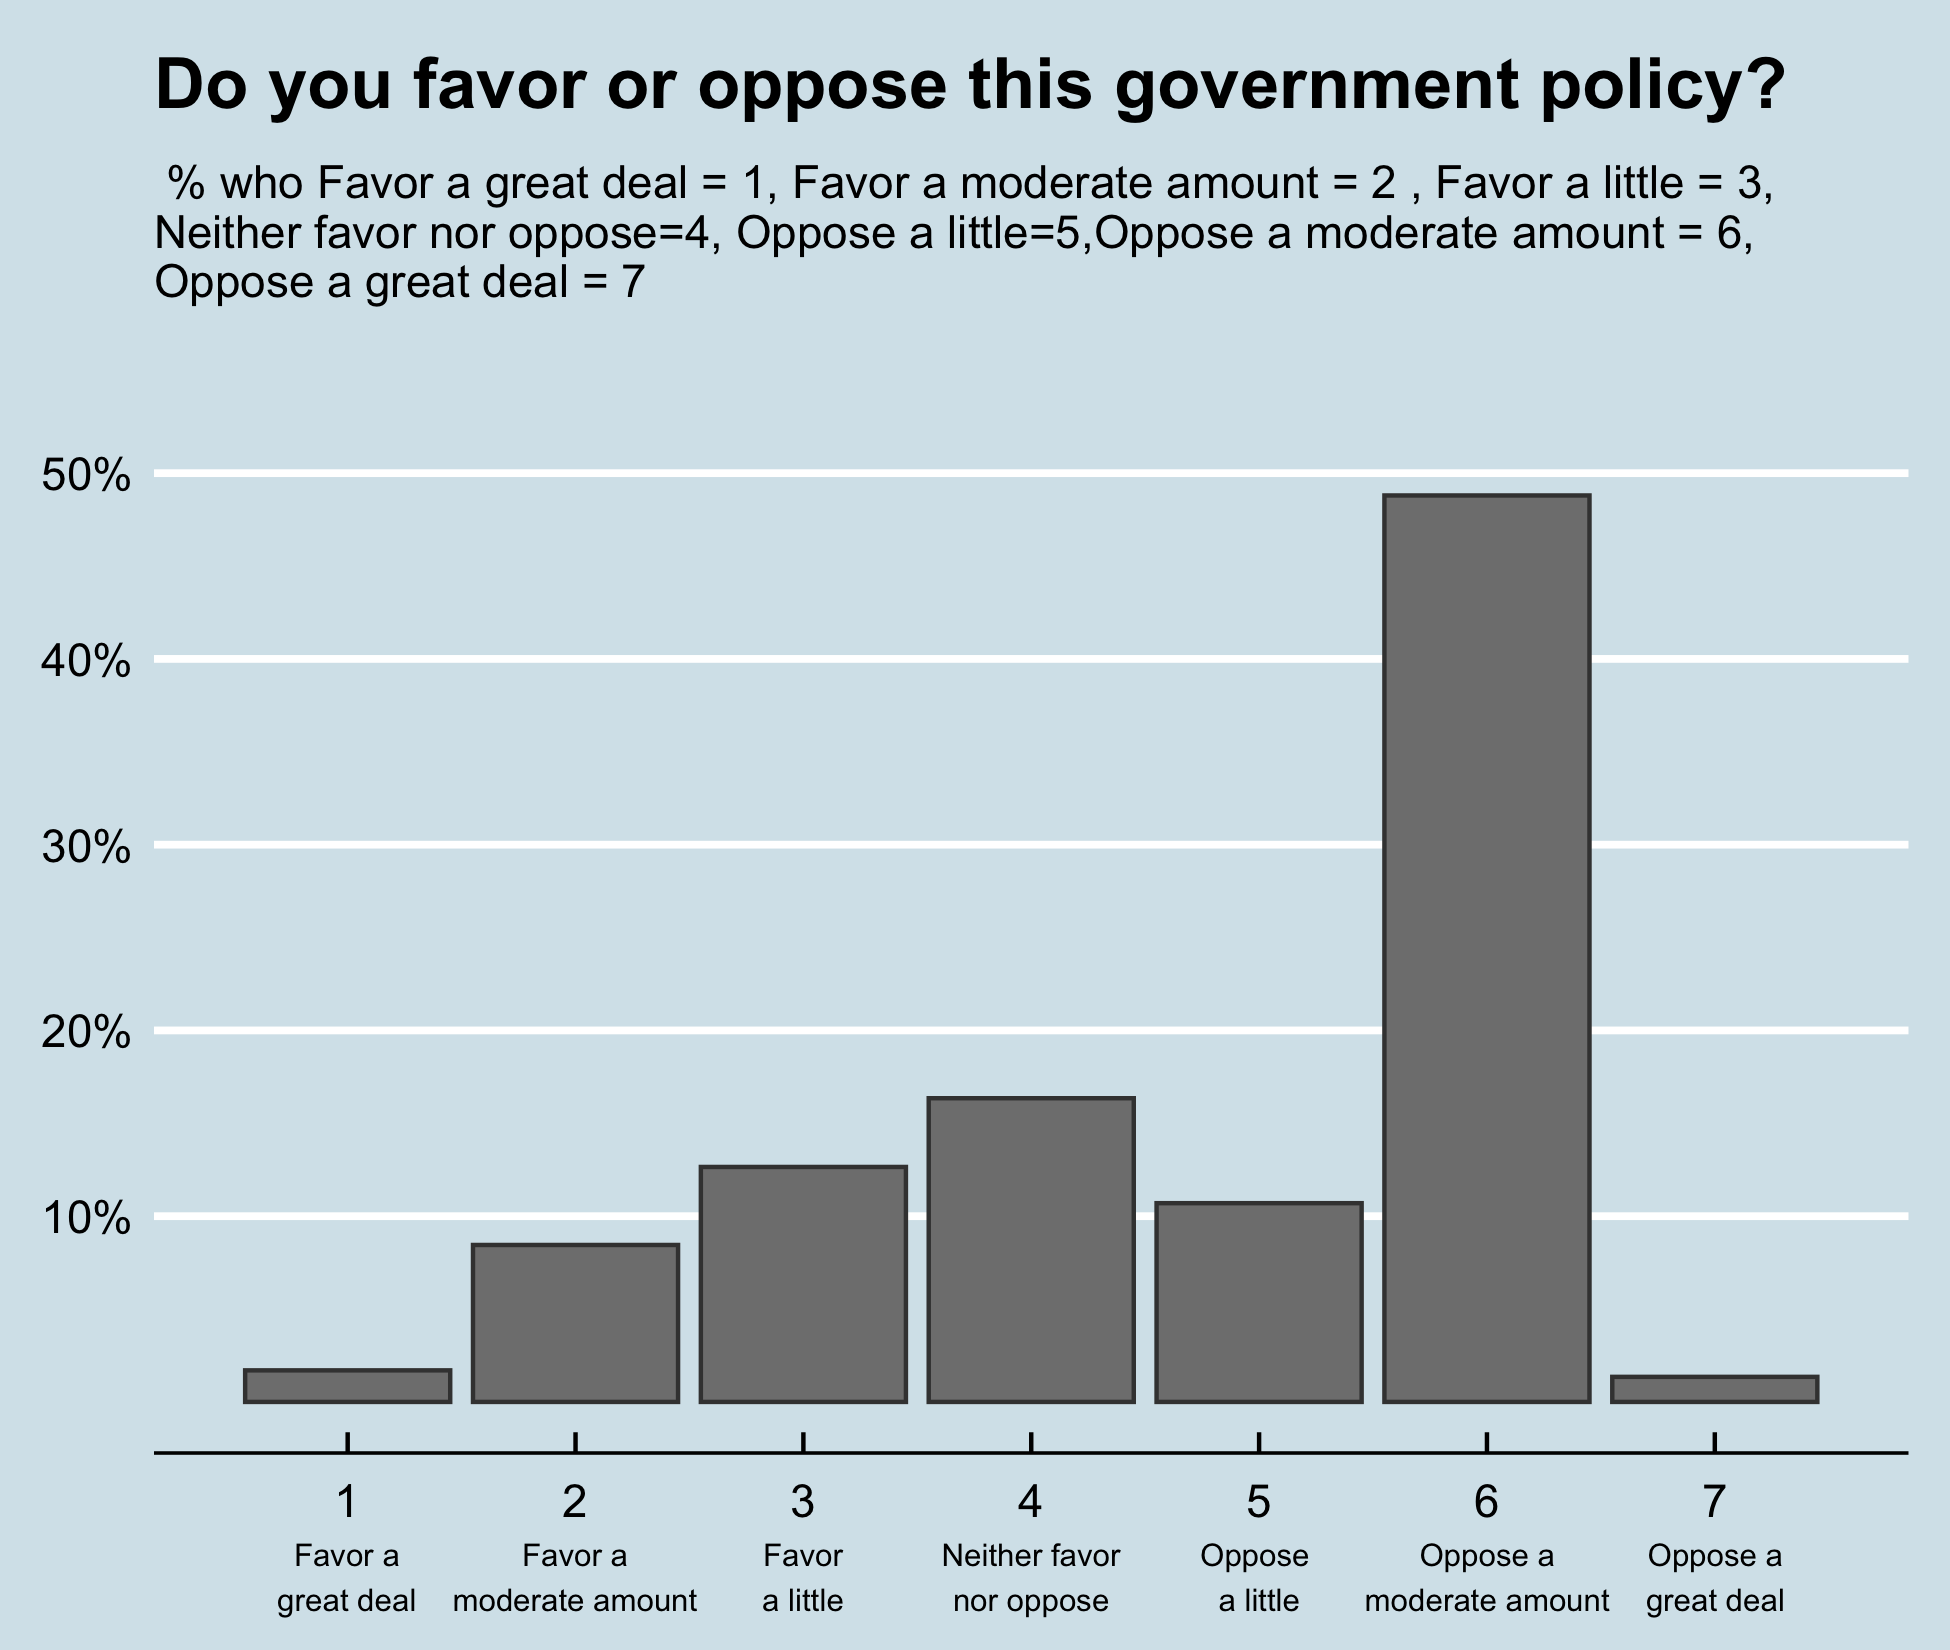 Do you favor or oppose this government policy?
% who Favor a great deal = 1, Favor a moderate amount = 2 , Favor a little = 3,
Neither favor nor oppose=4, Oppose a little=5,Oppose a moderate amount = 6,
Oppose a great deal = 7
50%
40%
30%
20%
10%
1 2 3 4 5 6 7
Favor a Favor a Favor Neither favor Oppose Oppose a Oppose a
great deal moderate amount a little nor oppose a little moderate amount great deal